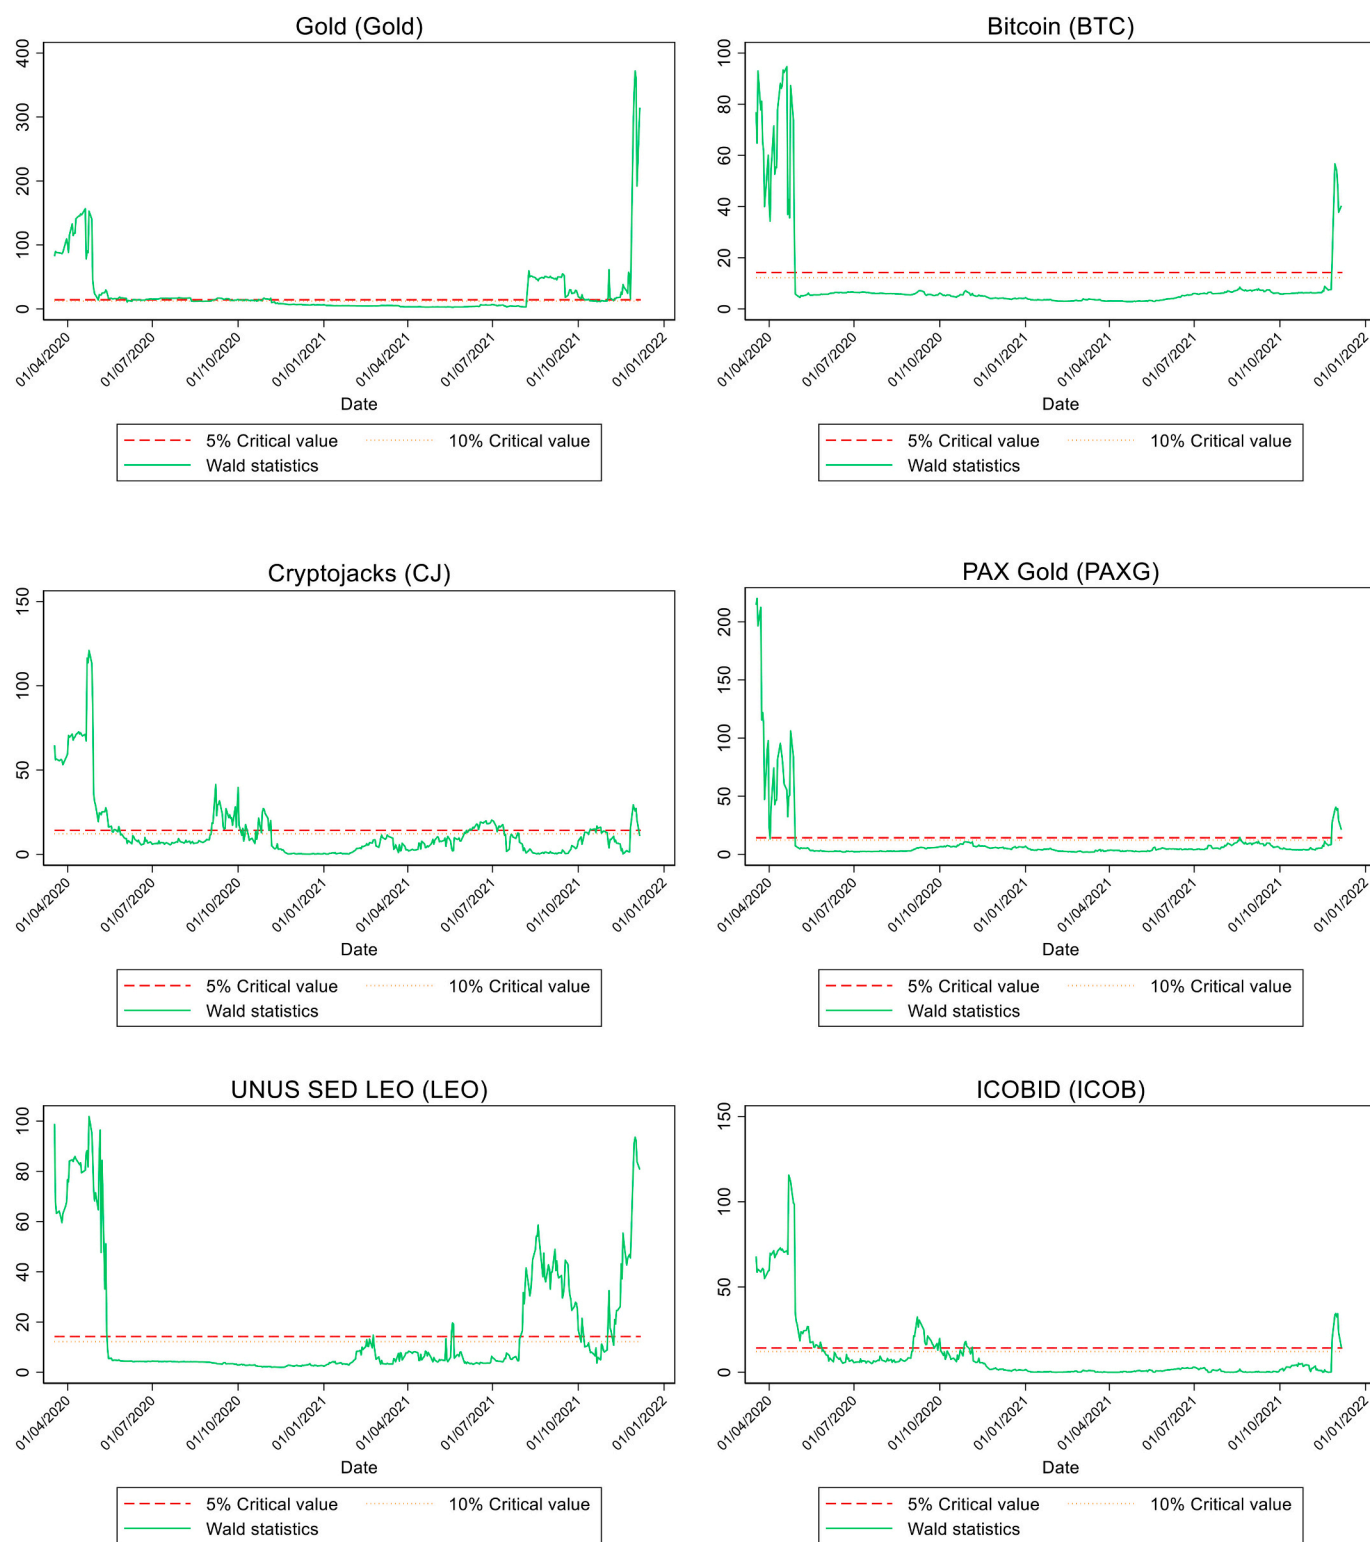 Gold (Gold)
400
300
200
100
0
01/04/2020
01/07/2020
01/10/2020
01/01/2021
01/04/2021
01/07/2021
01/10/2021
01/01/2022
Date
5% Critical value
10% Critical value
Wald statistics
Bitcoin (BTC)
100
80
60
40
20
0
01/04/2020
01/07/2020
01/10/2020
01/01/2021
01/04/2021
01/07/2021
01/10/2021
01/01/2022
Date
5% Critical value
10% Critical value
Wald statistics
Cryptojacks (CJ)
150
100
50
0
01/04/2020
01/07/2020
01/10/2020
01/01/2021
01/04/2021
01/07/2021
01/10/2021
01/01/2022
Date
5% Critical value
10% Critical value
Wald statistics
PAX Gold (PAXG)
200
150
100
50
0
01/04/2020
01/07/2020
01/10/2020
01/01/2021
01/04/2021
01/07/2021
01/10/2021
01/01/2022
Date
5% Critical value
10% Critical value
Wald statistics
UNUS SED LEO (LEO)
100
80
60
40
20
0
01/04/2020
01/07/2020
01/10/2020
01/01/2021
01/04/2021
01/07/2021
01/10/2021
01/01/2022
Date
5% Critical value
10% Critical value
Wald statistics
ICOBID (ICOB)
150
100
50
0
01/04/2020
01/07/2020
01/10/2020
01/01/2021
01/04/2021
01/07/2021
01/10/2021
01/01/2022
Date
5% Critical value
10% Critical value
Wald statistics